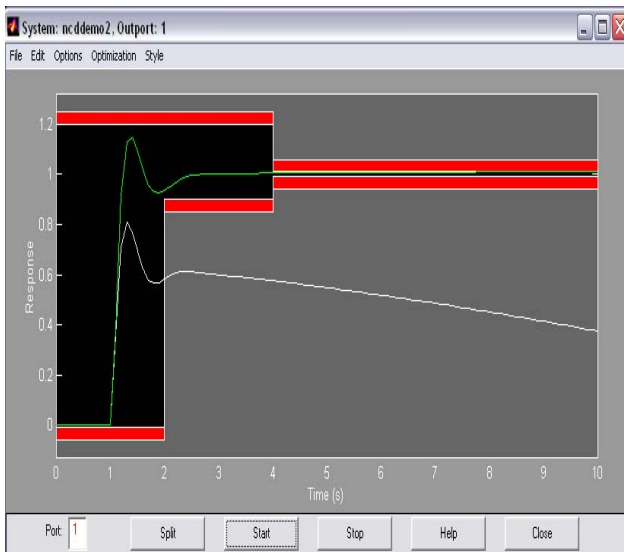 System: ncddemo2, Outport: 1
File Edit Options Optimization Style
1.2
1
0.8
0.6
0.4
0.2
0
Response
0 1 2 3 4 5 6 7 8 9 10
Time (s)
Port: 1 Split Start Stop Help Close